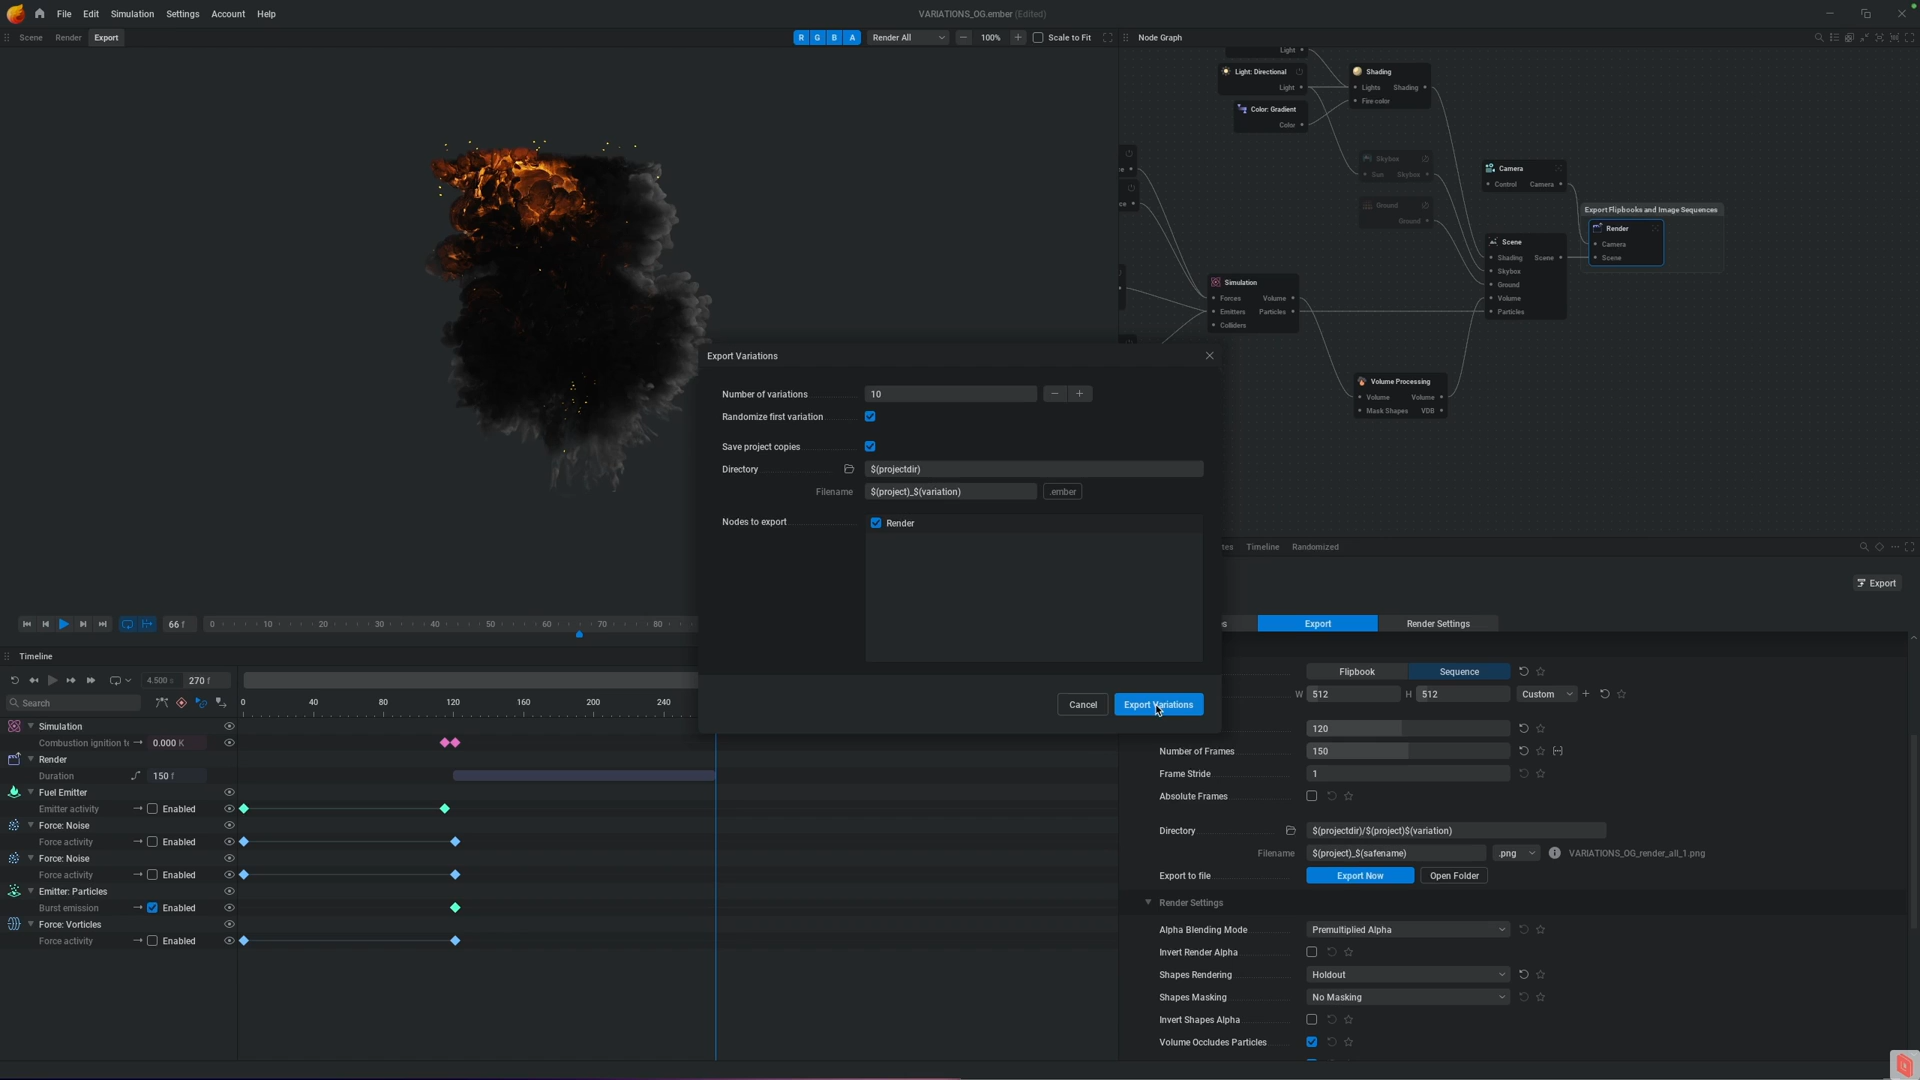 File Edit Simulation Settings Account Help
VARIATIONS_OG.ember (Edited)
Scene Render Export
R G B A Render All 100% Scale to Fit
Node Graph
Light
Light: Directional
Light
Color: Gradient
Color
Shading
Lights Shading
Fire color
Skybox
Sun Skybox
Ground
Ground
Camera
Control Camera
Export Flipbooks and Image Sequences
Render
Camera
Scene
Scene
Shading Scene
Skybox
Ground
Volume
Particles
Simulation
Forces Volume
Emitters Particles
Colliders
Volume Processing
Volume Volume
Mask Shapes VDB
Export Variations
Number of variations 10
Randomize first variation
Save project copies
Directory $(projectdir)
Filename $(project)_$(variation) .ember
Nodes to export Render
Cancel Export Variations
Timeline Randomized
Export
Export Render Settings
66 f 0 10 20 30 40 50 60 70 80
Timeline
4.500 s 270 f
Search
0 40 80 120 160 200 240
Simulation
Combustion ignition te 0.000 K
Render
Duration 150 f
Fuel Emitter
Emitter activity Enabled
Force: Noise
Force activity Enabled
Force: Noise
Force activity Enabled
Emitter: Particles
Burst emission Enabled
Force: Vorticles
Force activity Enabled
Flipbook Sequence
W 512 H 512 Custom
120
Number of Frames 150
Frame Stride 1
Absolute Frames
Directory $(projectdir)/$(project)$(variation)
Filename $(project)_$(safename) .png VARIATIONS_OG_render_all_1.png
Export to file Export Now Open Folder
Render Settings
Alpha Blending Mode Premultiplied Alpha
Invert Render Alpha
Shapes Rendering Holdout
Shapes Masking No Masking
Invert Shapes Alpha
Volume Occludes Particles